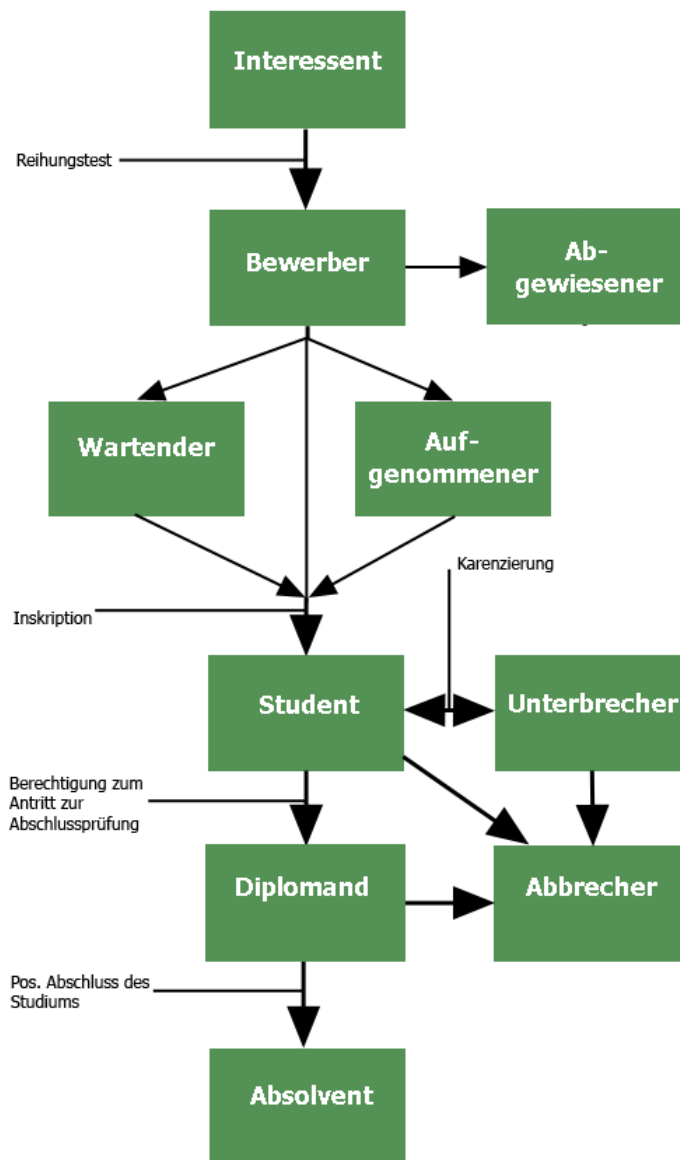 Interessent
Reihungstest
Bewerber
Ab-
gewiesener
Wartender
Auf-
genommener
Karenzierung
Inskription
Student
Unterbrecher
Berechtigung zum
Antritt zur
Abschlussprüfung
Diplomand
Abbrecher
Pos. Abschluss des
Studiums
Absolvent